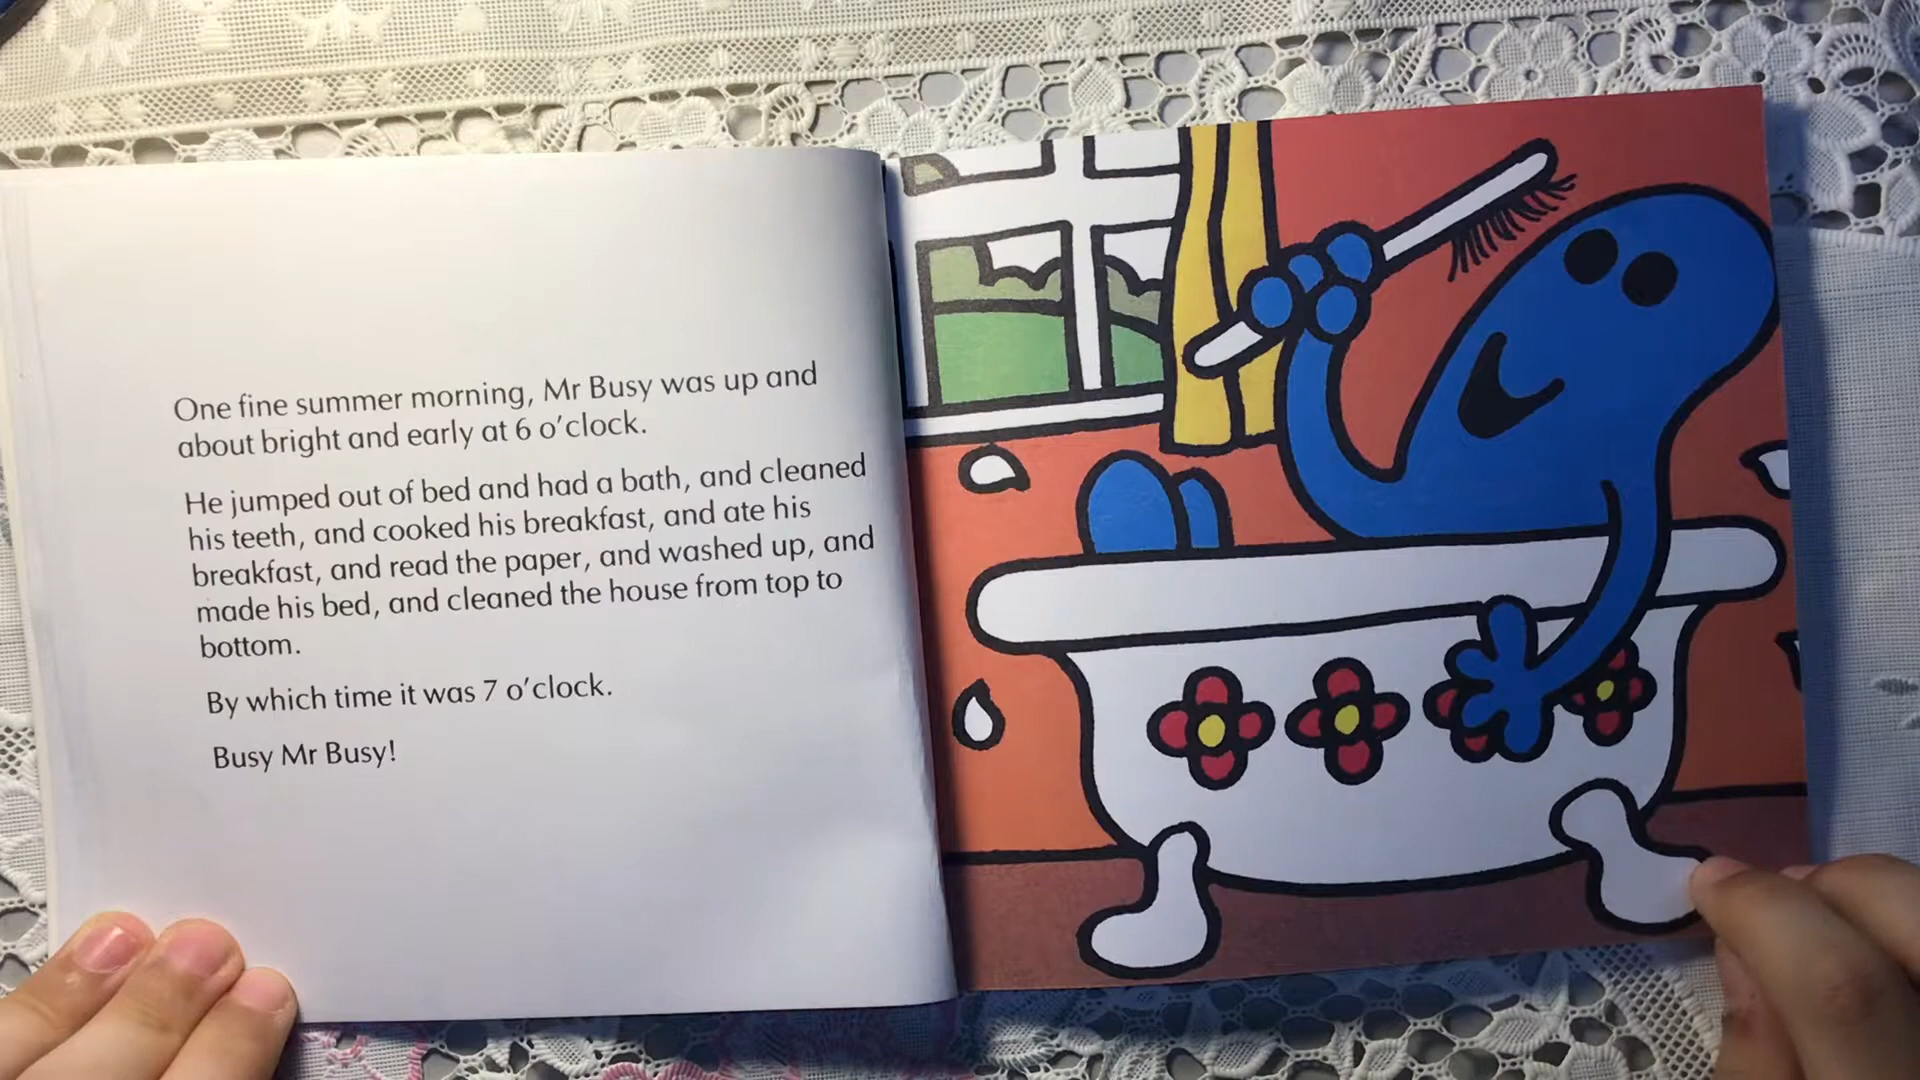 One fine summer morning, Mr Busy was up and
about bright and early at 6 o'clock.
He jumped out of bed and had a bath, and cleaned
his teeth, and cooked his breakfast, and ate his
breakfast, and read the paper, and washed up, and
made his bed, and cleaned the house from top to
bottom.
By which time it was 7 o'clock.
Busy Mr Busy!